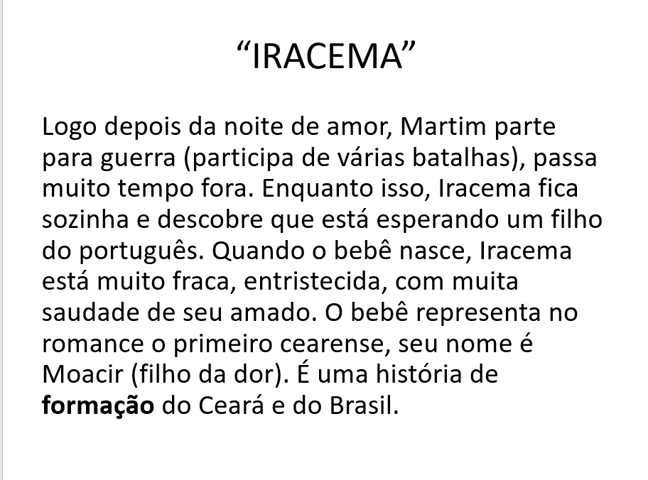 “IRACEMA”
Logo depois da noite de amor, Martim parte
para guerra (participa de várias batalhas), passa
muito tempo fora. Enquanto isso, Iracema fica
sozinha e descobre que está esperando um filho
do português. Quando o bebê nasce, Iracema
está muito fraca, entristecida, com muita
saudade de seu amado. O bebê representa no
romance o primeiro cearense, seu nome é
Moacir (filho da dor). É uma história de
formação do Ceará e do Brasil.